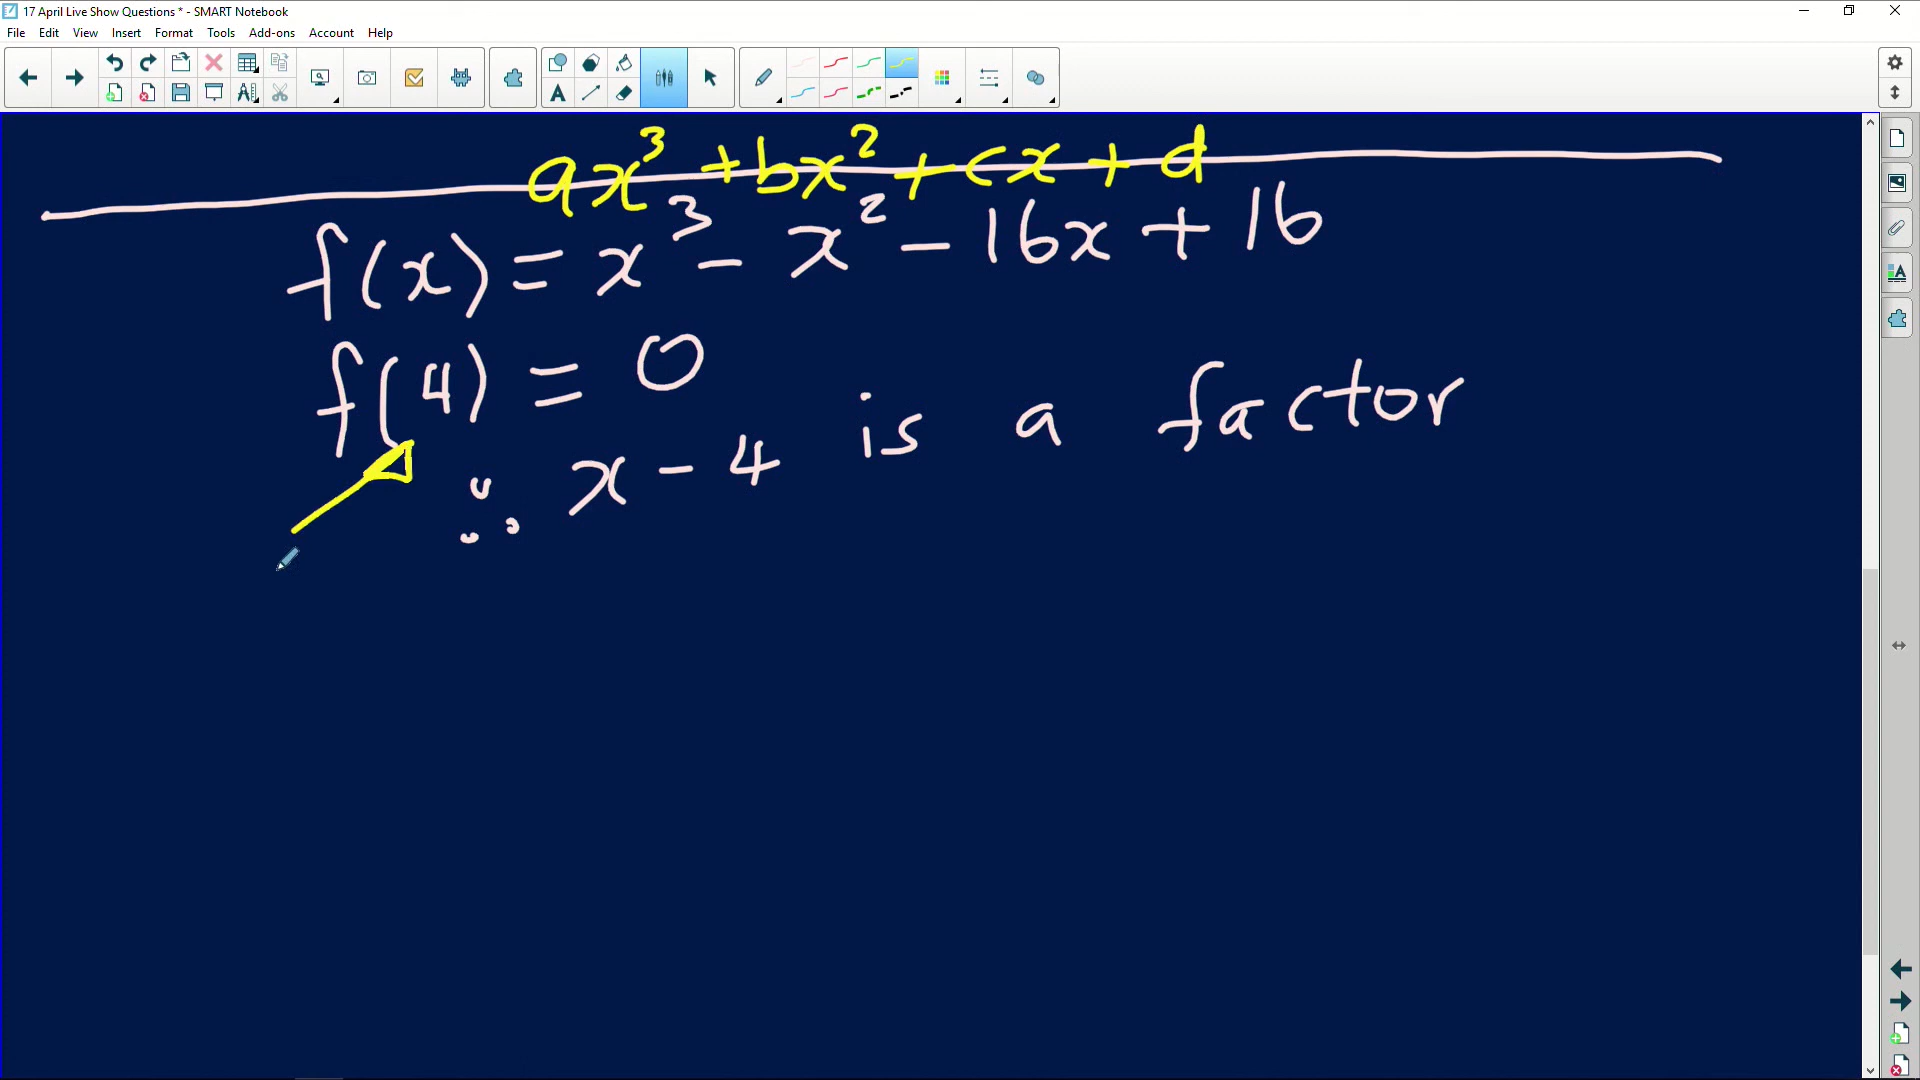 17 April Live Show Questions * - SMART Notebook
File Edit View Insert Format Tools Add-ons Account Help
ax³ + bx² + cx + d
f(x) = x³ - x² - 16x + 16
f(4) = 0
∴ x - 4 is a factor